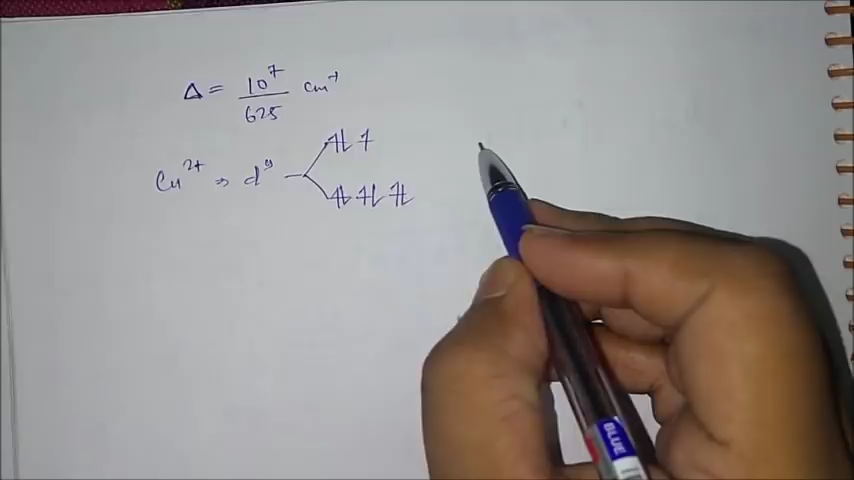 Δ = 10⁷/625 cm⁻¹
Cu²⁺ ⇒ d⁹ ⥮ ↿
⥮ ⥮ ⥮
BLUE